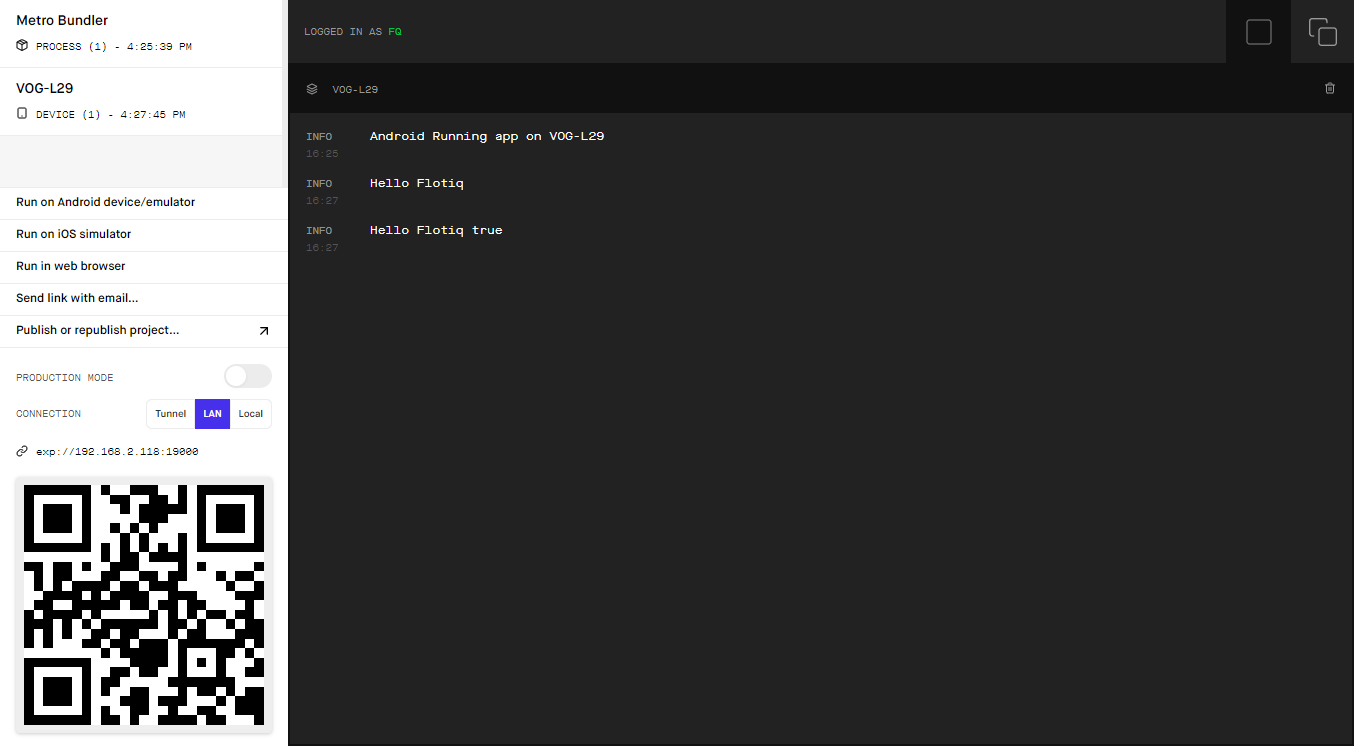 Metro Bundler
PROCESS (1) - 4:25:39 PM
VOG-L29
DEVICE (1) - 4:27:45 PM
Run on Android device/emulator
Run on iOS simulator
Run in web browser
Send link with email...
Publish or republish project...
PRODUCTION MODE
CONNECTION
Tunnel
LAN
Local
exp://192.168.2.118:19000
LOGGED IN AS FQ
VOG-L29
INFO
Android Running app on VOG-L29
16:25
INFO
Hello Flotiq
16:27
INFO
Hello Flotiq true
16:27